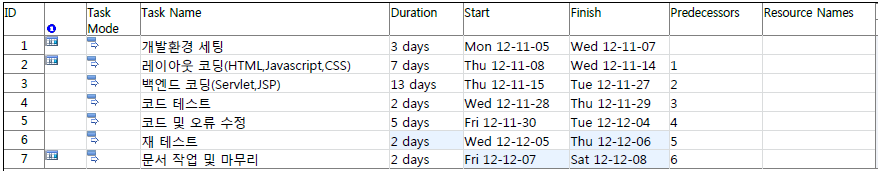 ID Task Mode Task Name Duration Start Finish Predecessors Resource Names
1 개발환경 세팅 3 days Mon 12-11-05 Wed 12-11-07
2 레이아웃 코딩(HTML,Javascript,CSS) 7 days Thu 12-11-08 Wed 12-11-14 1
3 백엔드 코딩(Servlet,JSP) 13 days Thu 12-11-15 Tue 12-11-27 2
4 코드 테스트 2 days Wed 12-11-28 Thu 12-11-29 3
5 코드 및 오류 수정 5 days Fri 12-11-30 Tue 12-12-04 4
6 재 테스트 2 days Wed 12-12-05 Thu 12-12-06 5
7 문서 작업 및 마무리 2 days Fri 12-12-07 Sat 12-12-08 6